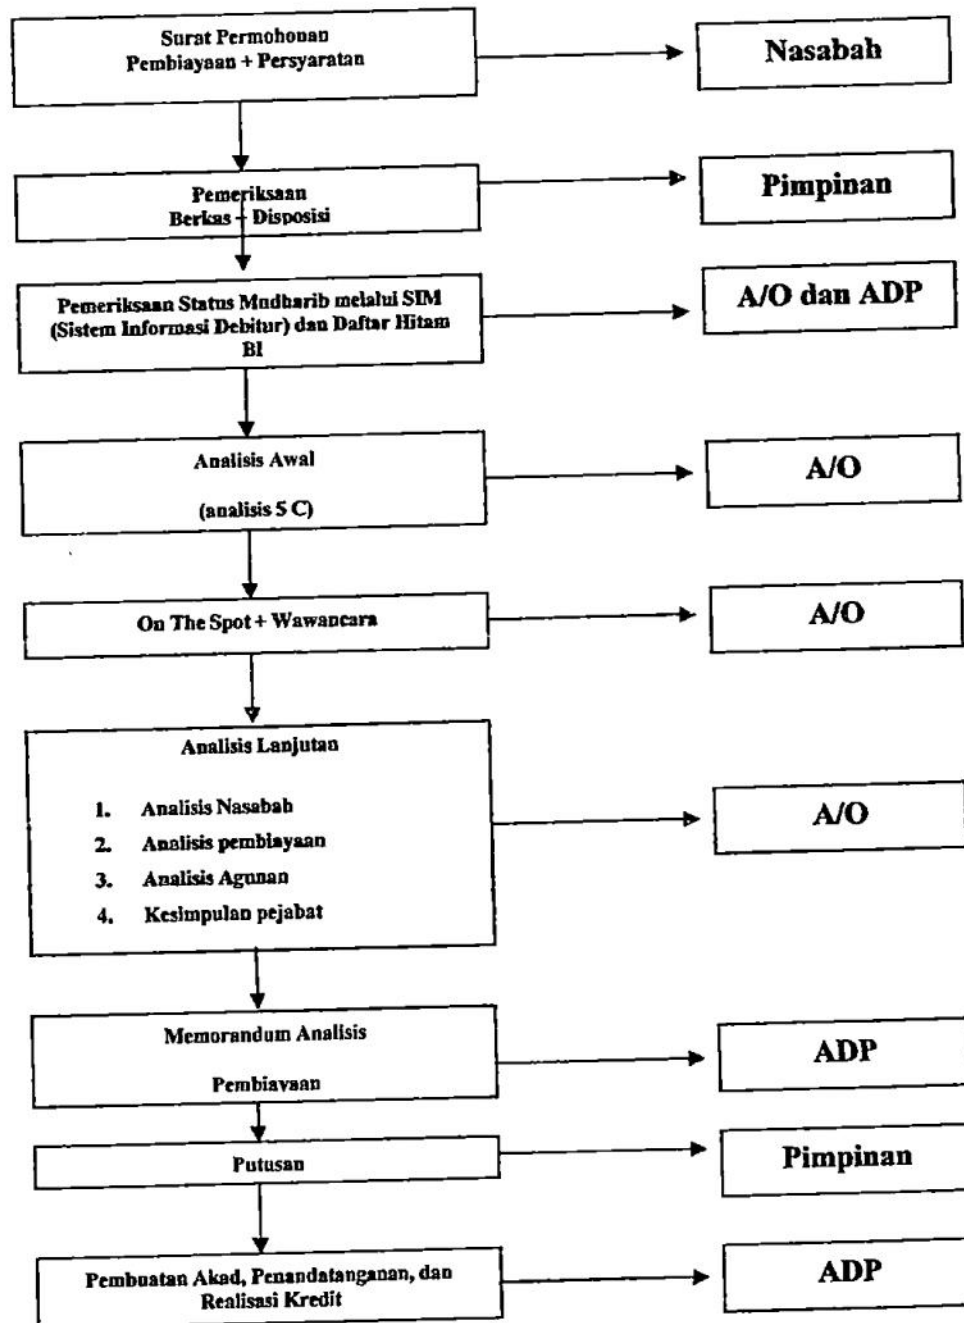 Surat Permohonan
Pembiayaan + Persyaratan
Nasabah
Pemeriksaan
Berkas + Disposisi
Pimpinan
Pemeriksaan Status Mudharib melalui SIM
(Sistem Informasi Debitur) dan Daftar Hitam
BI
A/O dan ADP
Analisis Awal
(analisis 5 C)
A/O
On The Spot + Wawancara
A/O
Analisis Lanjutan
1. Analisis Nasabah
2. Analisis pembiayaan
3. Analisis Agunan
4. Kesimpulan pejabat
A/O
Memorandum Analisis
Pembiayaan
ADP
Putusan
Pimpinan
Pembuatan Akad, Penandatanganan, dan
Realisasi Kredit
ADP